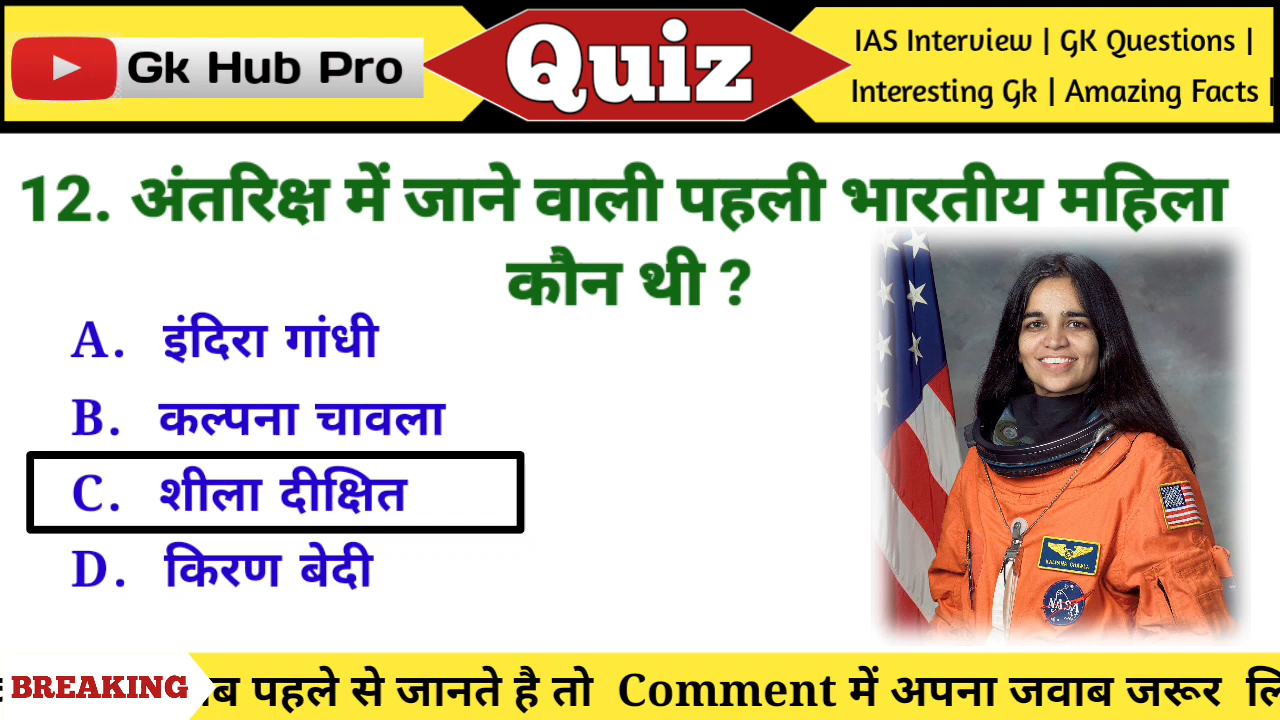 Gk Hub Pro
Quiz
IAS Interview | GK Questions |
Interesting Gk | Amazing Facts |
12. अंतरिक्ष में जाने वाली पहली भारतीय महिला
कौन थी ?
A. इंदिरा गांधी
B. कल्पना चावला
C. शीला दीक्षित
D. किरण बेदी
NASA
BREAKING
पहले से जानते है तो Comment में अपना जवाब जरूर